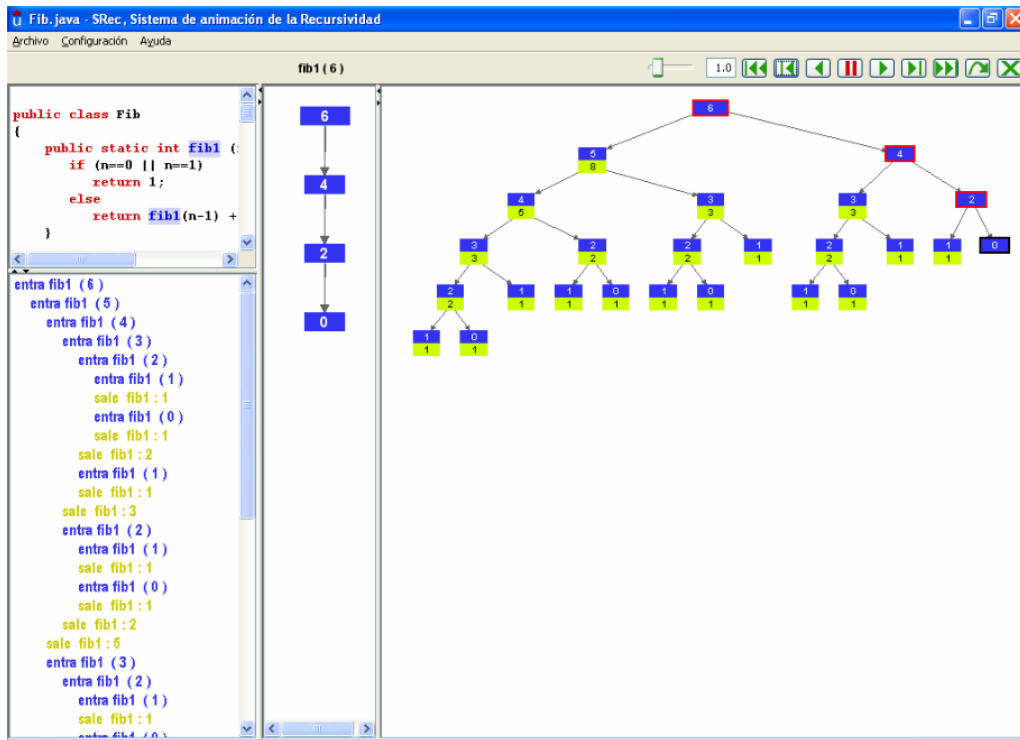 Fib.java - SRec, Sistema de animación de la Recursividad
Archivo Configuración Ayuda
fib1 ( 6 )
1.0
public class Fib
{
public static int fib1 (
if (n==0 || n==1)
return 1;
else
return fib1(n-1) +
}
entra fib1 ( 6 )
entra fib1 ( 5 )
entra fib1 ( 4 )
entra fib1 ( 3 )
entra fib1 ( 2 )
entra fib1 ( 1 )
sale fib1 : 1
entra fib1 ( 0 )
sale fib1 : 1
sale fib1 : 2
entra fib1 ( 1 )
sale fib1 : 1
sale fib1 : 3
entra fib1 ( 2 )
entra fib1 ( 1 )
sale fib1 : 1
entra fib1 ( 0 )
sale fib1 : 1
sale fib1 : 2
sale fib1 : 5
entra fib1 ( 3 )
entra fib1 ( 2 )
entra fib1 ( 1 )
sale fib1 : 1
entra fib1 ( 0 )
6
4
2
0
6
5 4
8
4 3 3 2
5 3 3
3 2 2 1 2 1 1 0
3 2 2 1 2 1 1
2 1 1 0 1 0 1 0
2 1 1 1 1 1 1 1
1 0
1 1